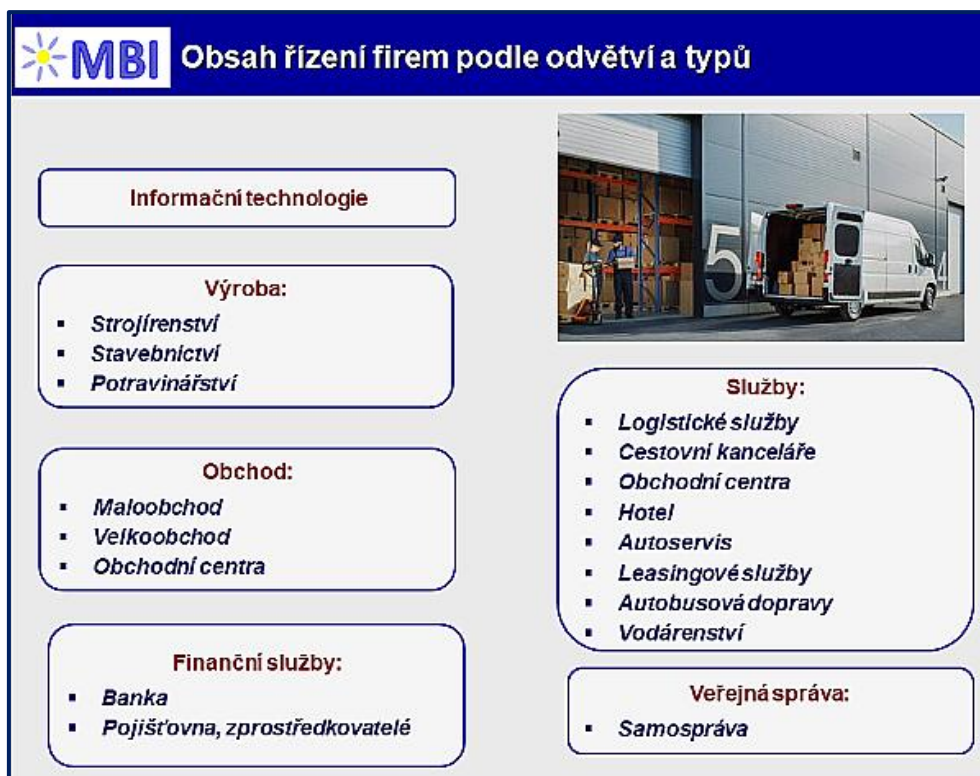 MBI Obsah řízení firem podle odvětví a typů
Informační technologie
Výroba:
▪ Strojírenství
▪ Stavebnictví
▪ Potravinářství
Obchod:
▪ Maloobchod
▪ Velkoobchod
▪ Obchodní centra
Finanční služby:
▪ Banka
▪ Pojišťovna, zprostředkovatelé
5
4
Služby:
▪ Logistické služby
▪ Cestovní kanceláře
▪ Obchodní centra
▪ Hotel
▪ Autoservis
▪ Leasingové služby
▪ Autobusová dopravy
▪ Vodárenství
Veřejná správa:
▪ Samospráva